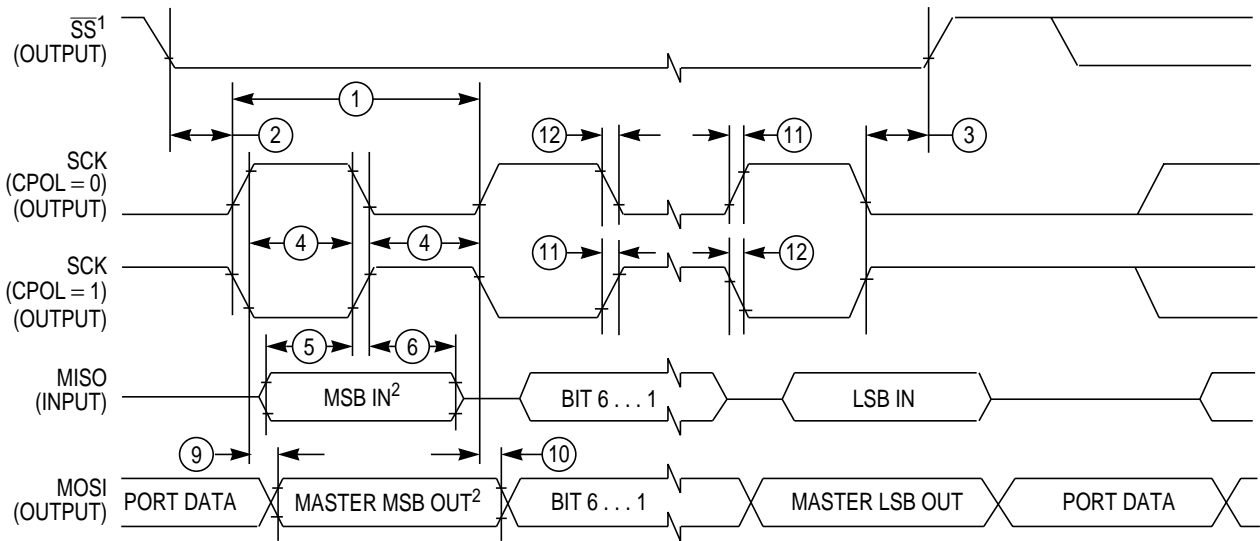 SS¹
(OUTPUT)
1
2
12
11
3
SCK
(CPOL = 0)
(OUTPUT)
4
4
11
12
SCK
(CPOL = 1)
(OUTPUT)
5
6
MISO
(INPUT)
MSB IN²
BIT 6 . . . 1
LSB IN
9
10
MOSI
(OUTPUT)
PORT DATA
MASTER MSB OUT²
BIT 6 . . . 1
MASTER LSB OUT
PORT DATA